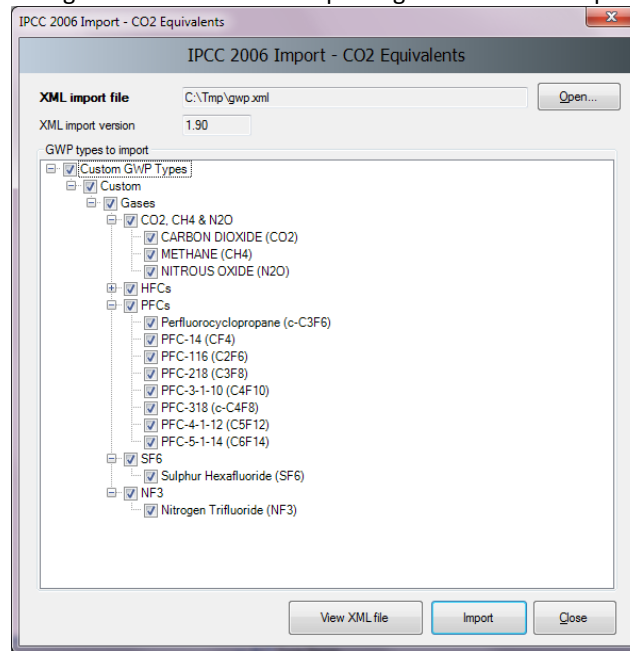 IPCC 2006 Import - CO2 Equivalents
IPCC 2006 Import - CO2 Equivalents
XML import file C:\Tmp\gwp.xml Open...
XML import version 1.90
GWP types to import
Custom GWP Types
Custom
Gases
CO2, CH4 & N2O
CARBON DIOXIDE (CO2)
METHANE (CH4)
NITROUS OXIDE (N2O)
HFCs
PFCs
Perfluorocyclopropane (c-C3F6)
PFC-14 (CF4)
PFC-116 (C2F6)
PFC-218 (C3F8)
PFC-3-1-10 (C4F10)
PFC-318 (c-C4F8)
PFC-4-1-12 (C5F12)
PFC-5-1-14 (C6F14)
SF6
Sulphur Hexafluoride (SF6)
NF3
Nitrogen Trifluoride (NF3)
View XML file Import Close